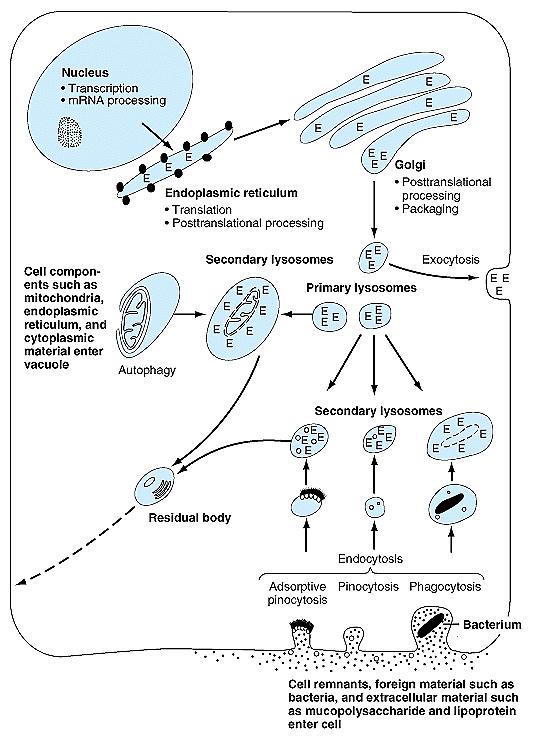 Nucleus
• Transcription
• mRNA processing
E
E
E
E
E
E
E
E
E
E
E
E
Endoplasmic reticulum
• Translation
• Posttranslational processing
Golgi
• Posttranslational
processing
• Packaging
E
E E
Exocytosis
E E
E
Secondary lysosomes
Primary lysosomes
Cell compon-
ents such as
mitochondria,
endoplasmic
reticulum, and
cytoplasmic
material enter
vacuole
Autophagy
E
E
E
E
E
E
E
E
E E
E
E E
Secondary lysosomes
E
E
E
E
E
E
E
E
E
E
E
E
E
Residual body
Endocytosis
Adsorptive
pinocytosis
Pinocytosis
Phagocytosis
Bacterium
Cell remnants, foreign material such as
bacteria, and extracellular material such
as mucopolysaccharide and lipoprotein
enter cell